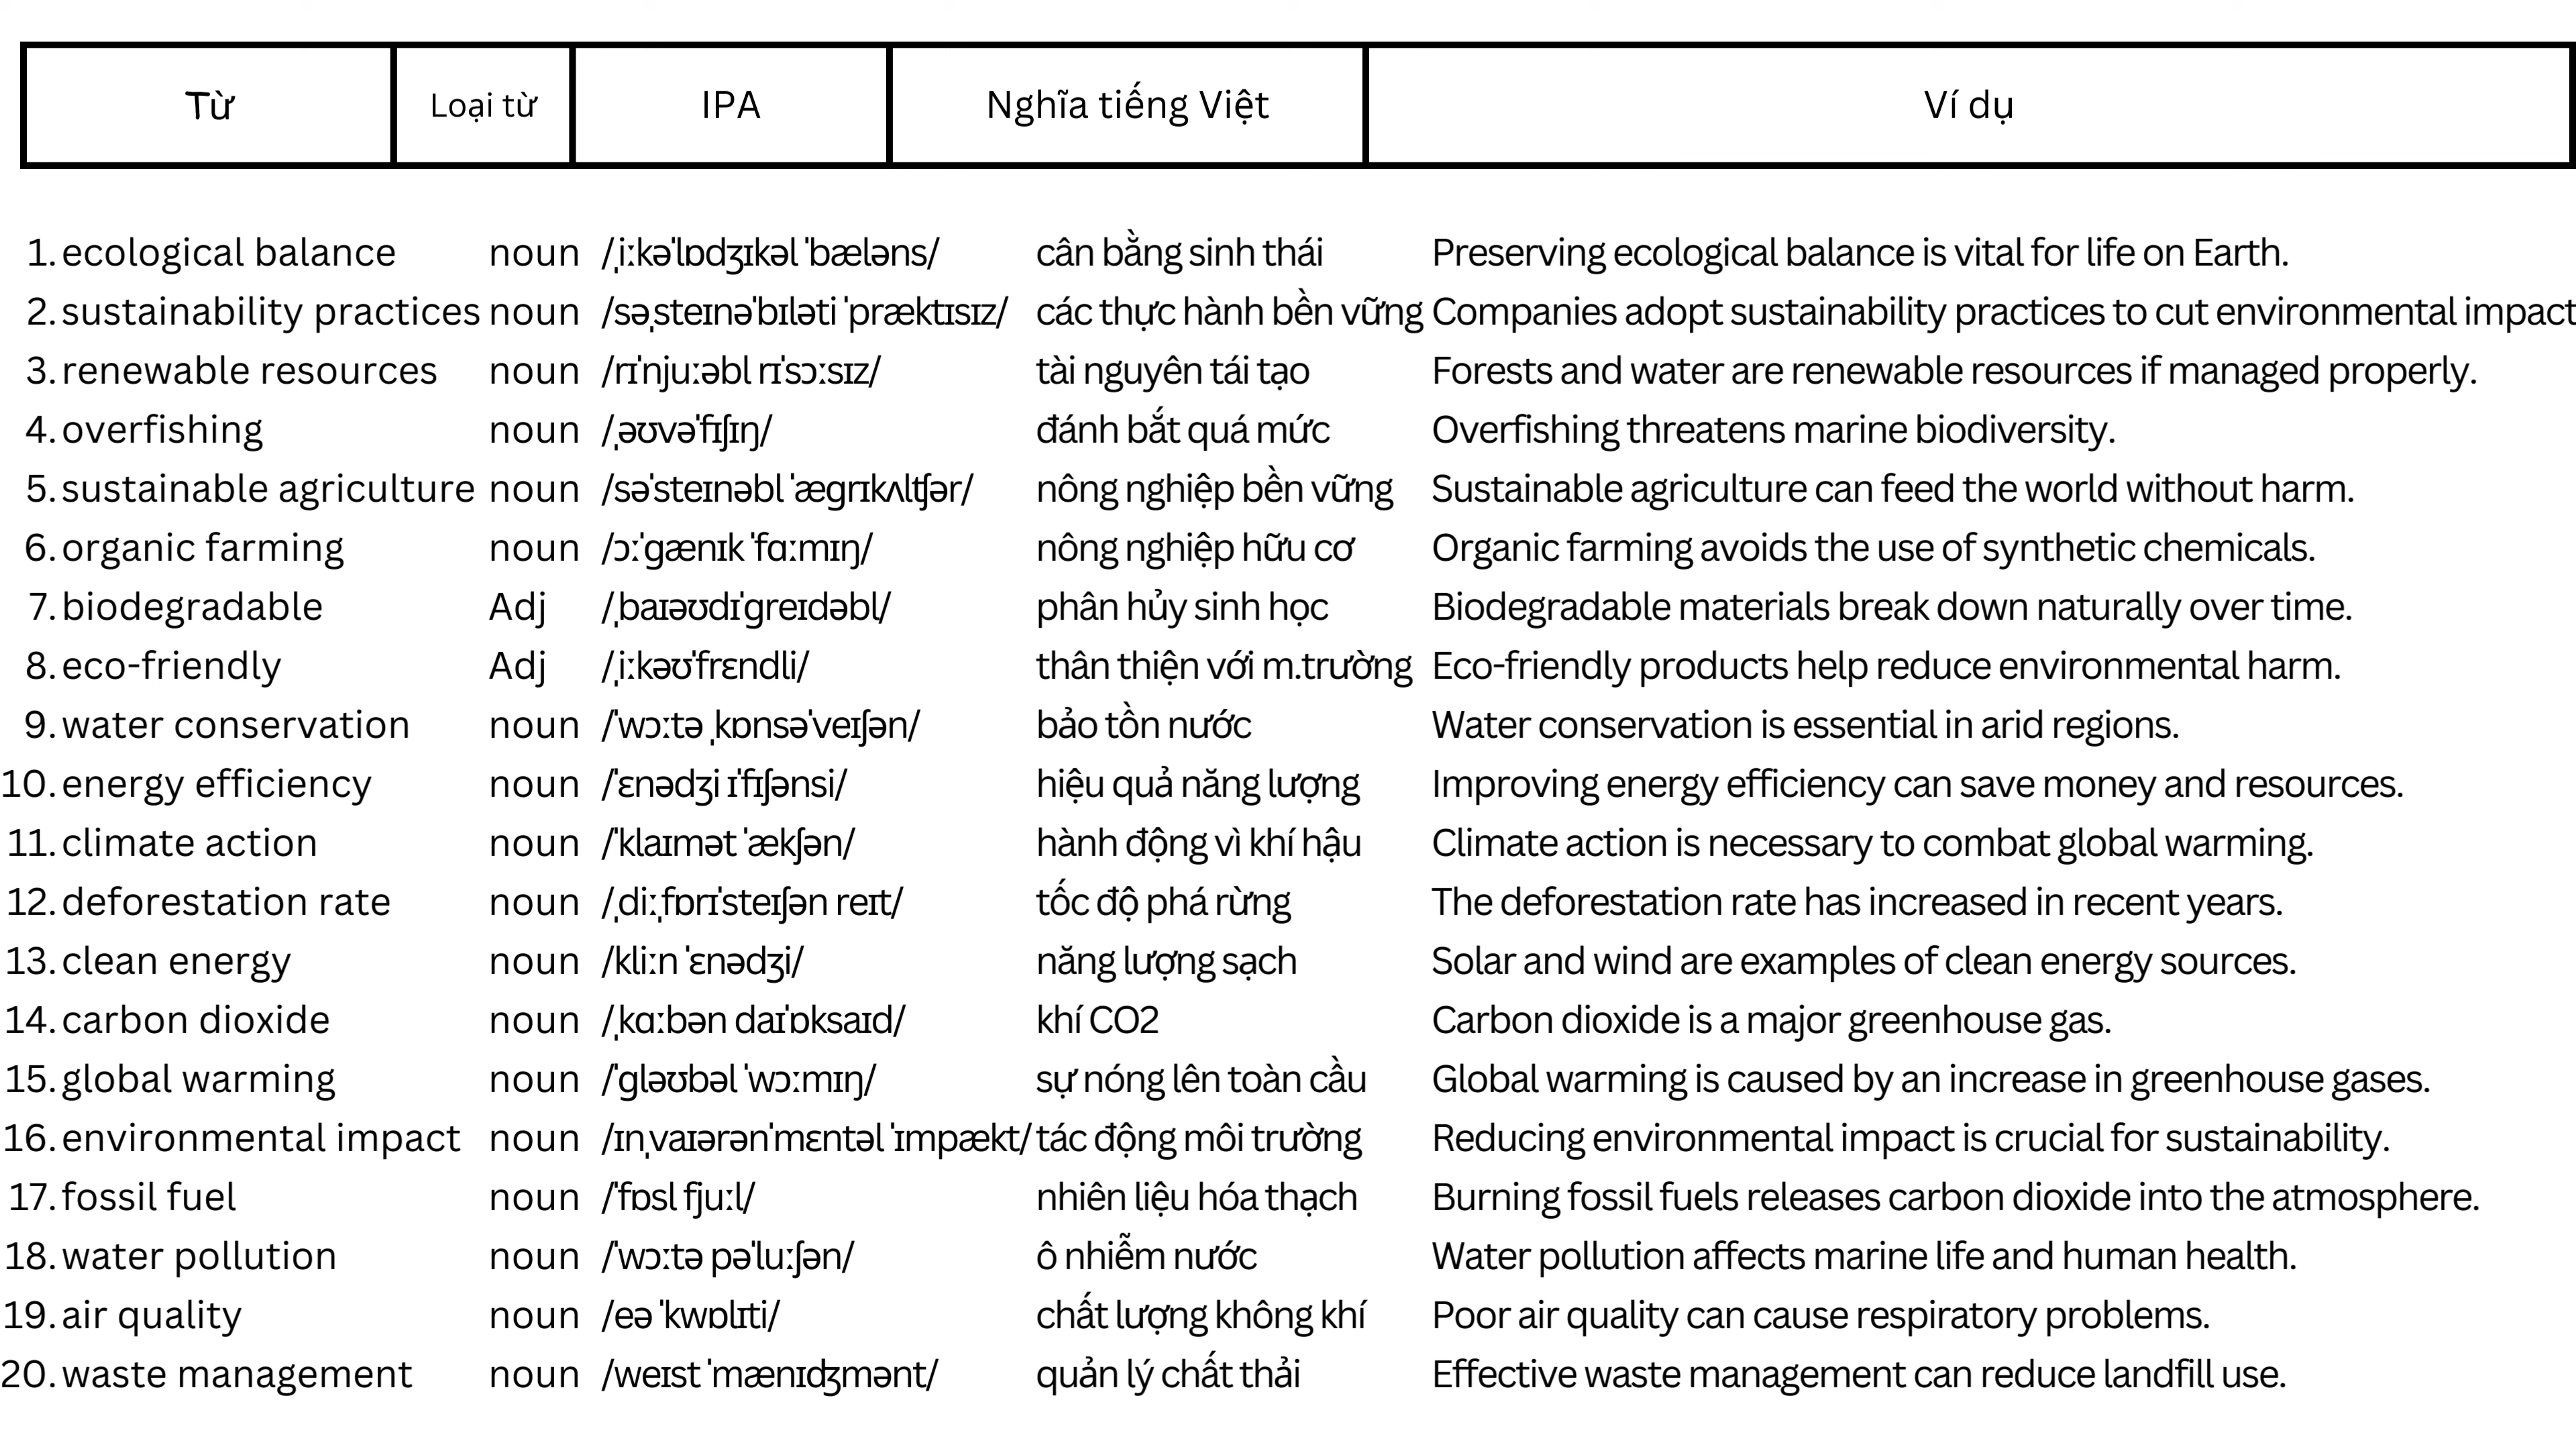 Từ Loại từ IPA Nghĩa tiếng Việt Ví dụ
1. ecological balance noun /ˌiːkəˈlɒdʒɪkəl ˈbæləns/ cân bằng sinh thái Preserving ecological balance is vital for life on Earth.
2. sustainability practices noun /səˌsteɪnəˈbɪləti ˈpræktɪsɪz/ các thực hành bền vững Companies adopt sustainability practices to cut environmental impact
3. renewable resources noun /rɪˈnjuːəbl rɪˈsɔːsɪz/ tài nguyên tái tạo Forests and water are renewable resources if managed properly.
4. overfishing noun /ˌəʊvəˈfɪʃɪŋ/ đánh bắt quá mức Overfishing threatens marine biodiversity.
5. sustainable agriculture noun /səˈsteɪnəbl ˈægrɪkʌlʧər/ nông nghiệp bền vững Sustainable agriculture can feed the world without harm.
6. organic farming noun /ɔːˈgænɪk ˈfɑːmɪŋ/ nông nghiệp hữu cơ Organic farming avoids the use of synthetic chemicals.
7. biodegradable Adj /ˌbaɪəʊdɪˈgreɪdəbl/ phân hủy sinh học Biodegradable materials break down naturally over time.
8. eco-friendly Adj /ˌiːkəʊˈfrɛndli/ thân thiện với m.trường Eco-friendly products help reduce environmental harm.
9. water conservation noun /ˈwɔːtə ˌkɒnsəˈveɪʃən/ bảo tồn nước Water conservation is essential in arid regions.
10. energy efficiency noun /ˈɛnədʒi ɪˈfɪʃənsi/ hiệu quả năng lượng Improving energy efficiency can save money and resources.
11. climate action noun /ˈklaɪmət ˈækʃən/ hành động vì khí hậu Climate action is necessary to combat global warming.
12. deforestation rate noun /ˌdiːˌfɒrɪˈsteɪʃən reɪt/ tốc độ phá rừng The deforestation rate has increased in recent years.
13. clean energy noun /kliːn ˈɛnədʒi/ năng lượng sạch Solar and wind are examples of clean energy sources.
14. carbon dioxide noun /ˌkɑːbən daɪˈɒksaɪd/ khí CO2 Carbon dioxide is a major greenhouse gas.
15. global warming noun /ˈgləʊbəl ˈwɔːmɪŋ/ sự nóng lên toàn cầu Global warming is caused by an increase in greenhouse gases.
16. environmental impact noun /ɪnˌvaɪərənˈmɛntəl ˈɪmpækt/ tác động môi trường Reducing environmental impact is crucial for sustainability.
17. fossil fuel noun /ˈfɒsl fjuːl/ nhiên liệu hóa thạch Burning fossil fuels releases carbon dioxide into the atmosphere.
18. water pollution noun /ˈwɔːtə pəˈluːʃən/ ô nhiễm nước Water pollution affects marine life and human health.
19. air quality noun /eə ˈkwɒlɪti/ chất lượng không khí Poor air quality can cause respiratory problems.
20. waste management noun /weɪst ˈmænɪʤmənt/ quản lý chất thải Effective waste management can reduce landfill use.